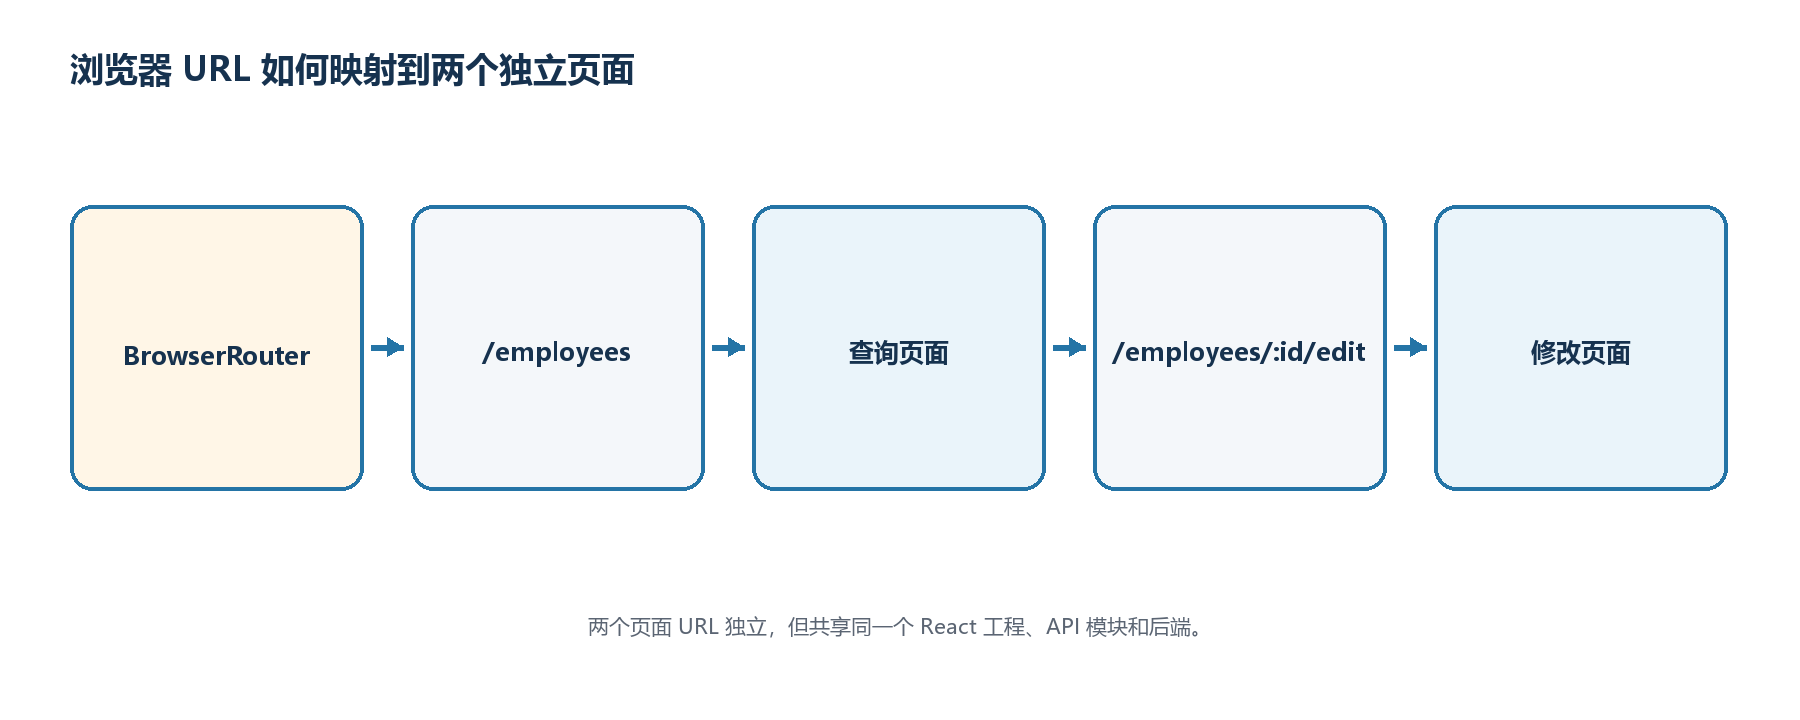 浏览器 URL 如何映射到两个独立页面
BrowserRouter
/employees
查询页面
/employees/:id/edit
修改页面
两个页面 URL 独立，但共享同一个 React 工程、API 模块和后端。